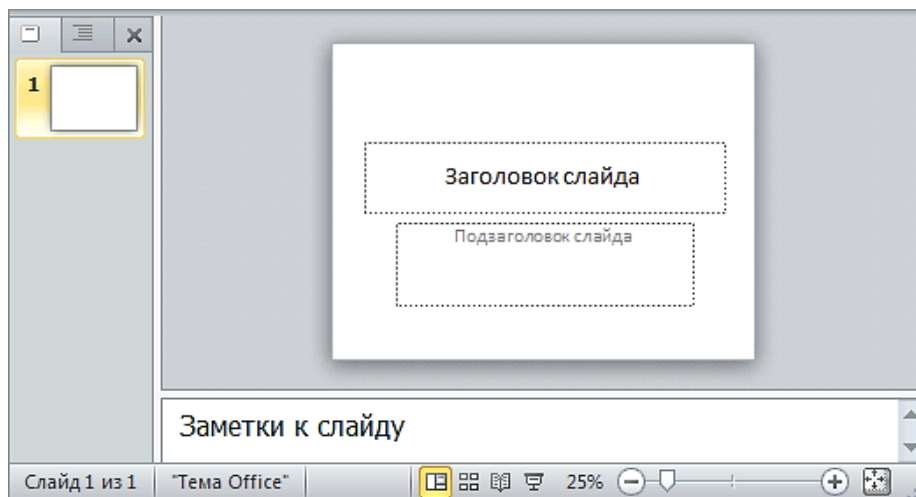 1
Заголовок слайда
Подзаголовок слайда
Заметки к слайду
Слайд 1 из 1 "Тема Office" 25%